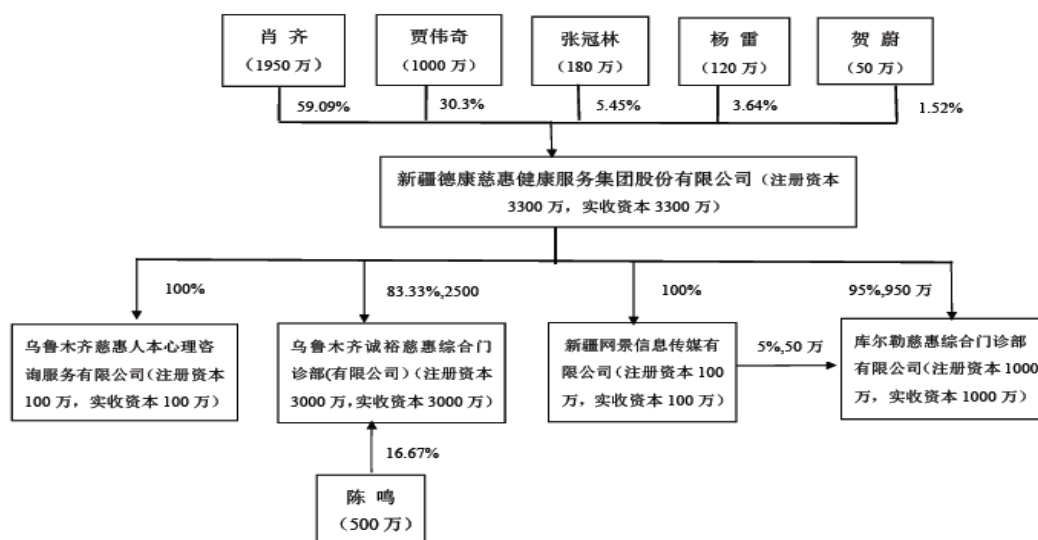 肖 齐
（1950 万）
贾伟奇
（1000 万）
张冠林
（180 万）
杨 雷
（120 万）
贺 蔚
（50 万）
59.09%
30.3%
5.45%
3.64%
1.52%
新疆德康慈惠健康服务集团股份有限公司（注册资本
3300 万，实收资本 3300 万）
100%
83.33%,2500
100%
95%,950 万
乌鲁木齐慈惠人本心理咨
询服务有限公司（注册资本
100 万，实收资本 100 万）
乌鲁木齐诚裕慈惠综合门
诊部(有限公司）（注册资本
3000 万，实收资本 3000 万）
新疆网景信息传媒有
限公司（注册资本 100
万，实收资本 100 万）
5%,50 万
库尔勒慈惠综合门诊部
有限公司（注册资本 1000
万，实收资本 1000 万）
16.67%
陈 鸣
（500 万）